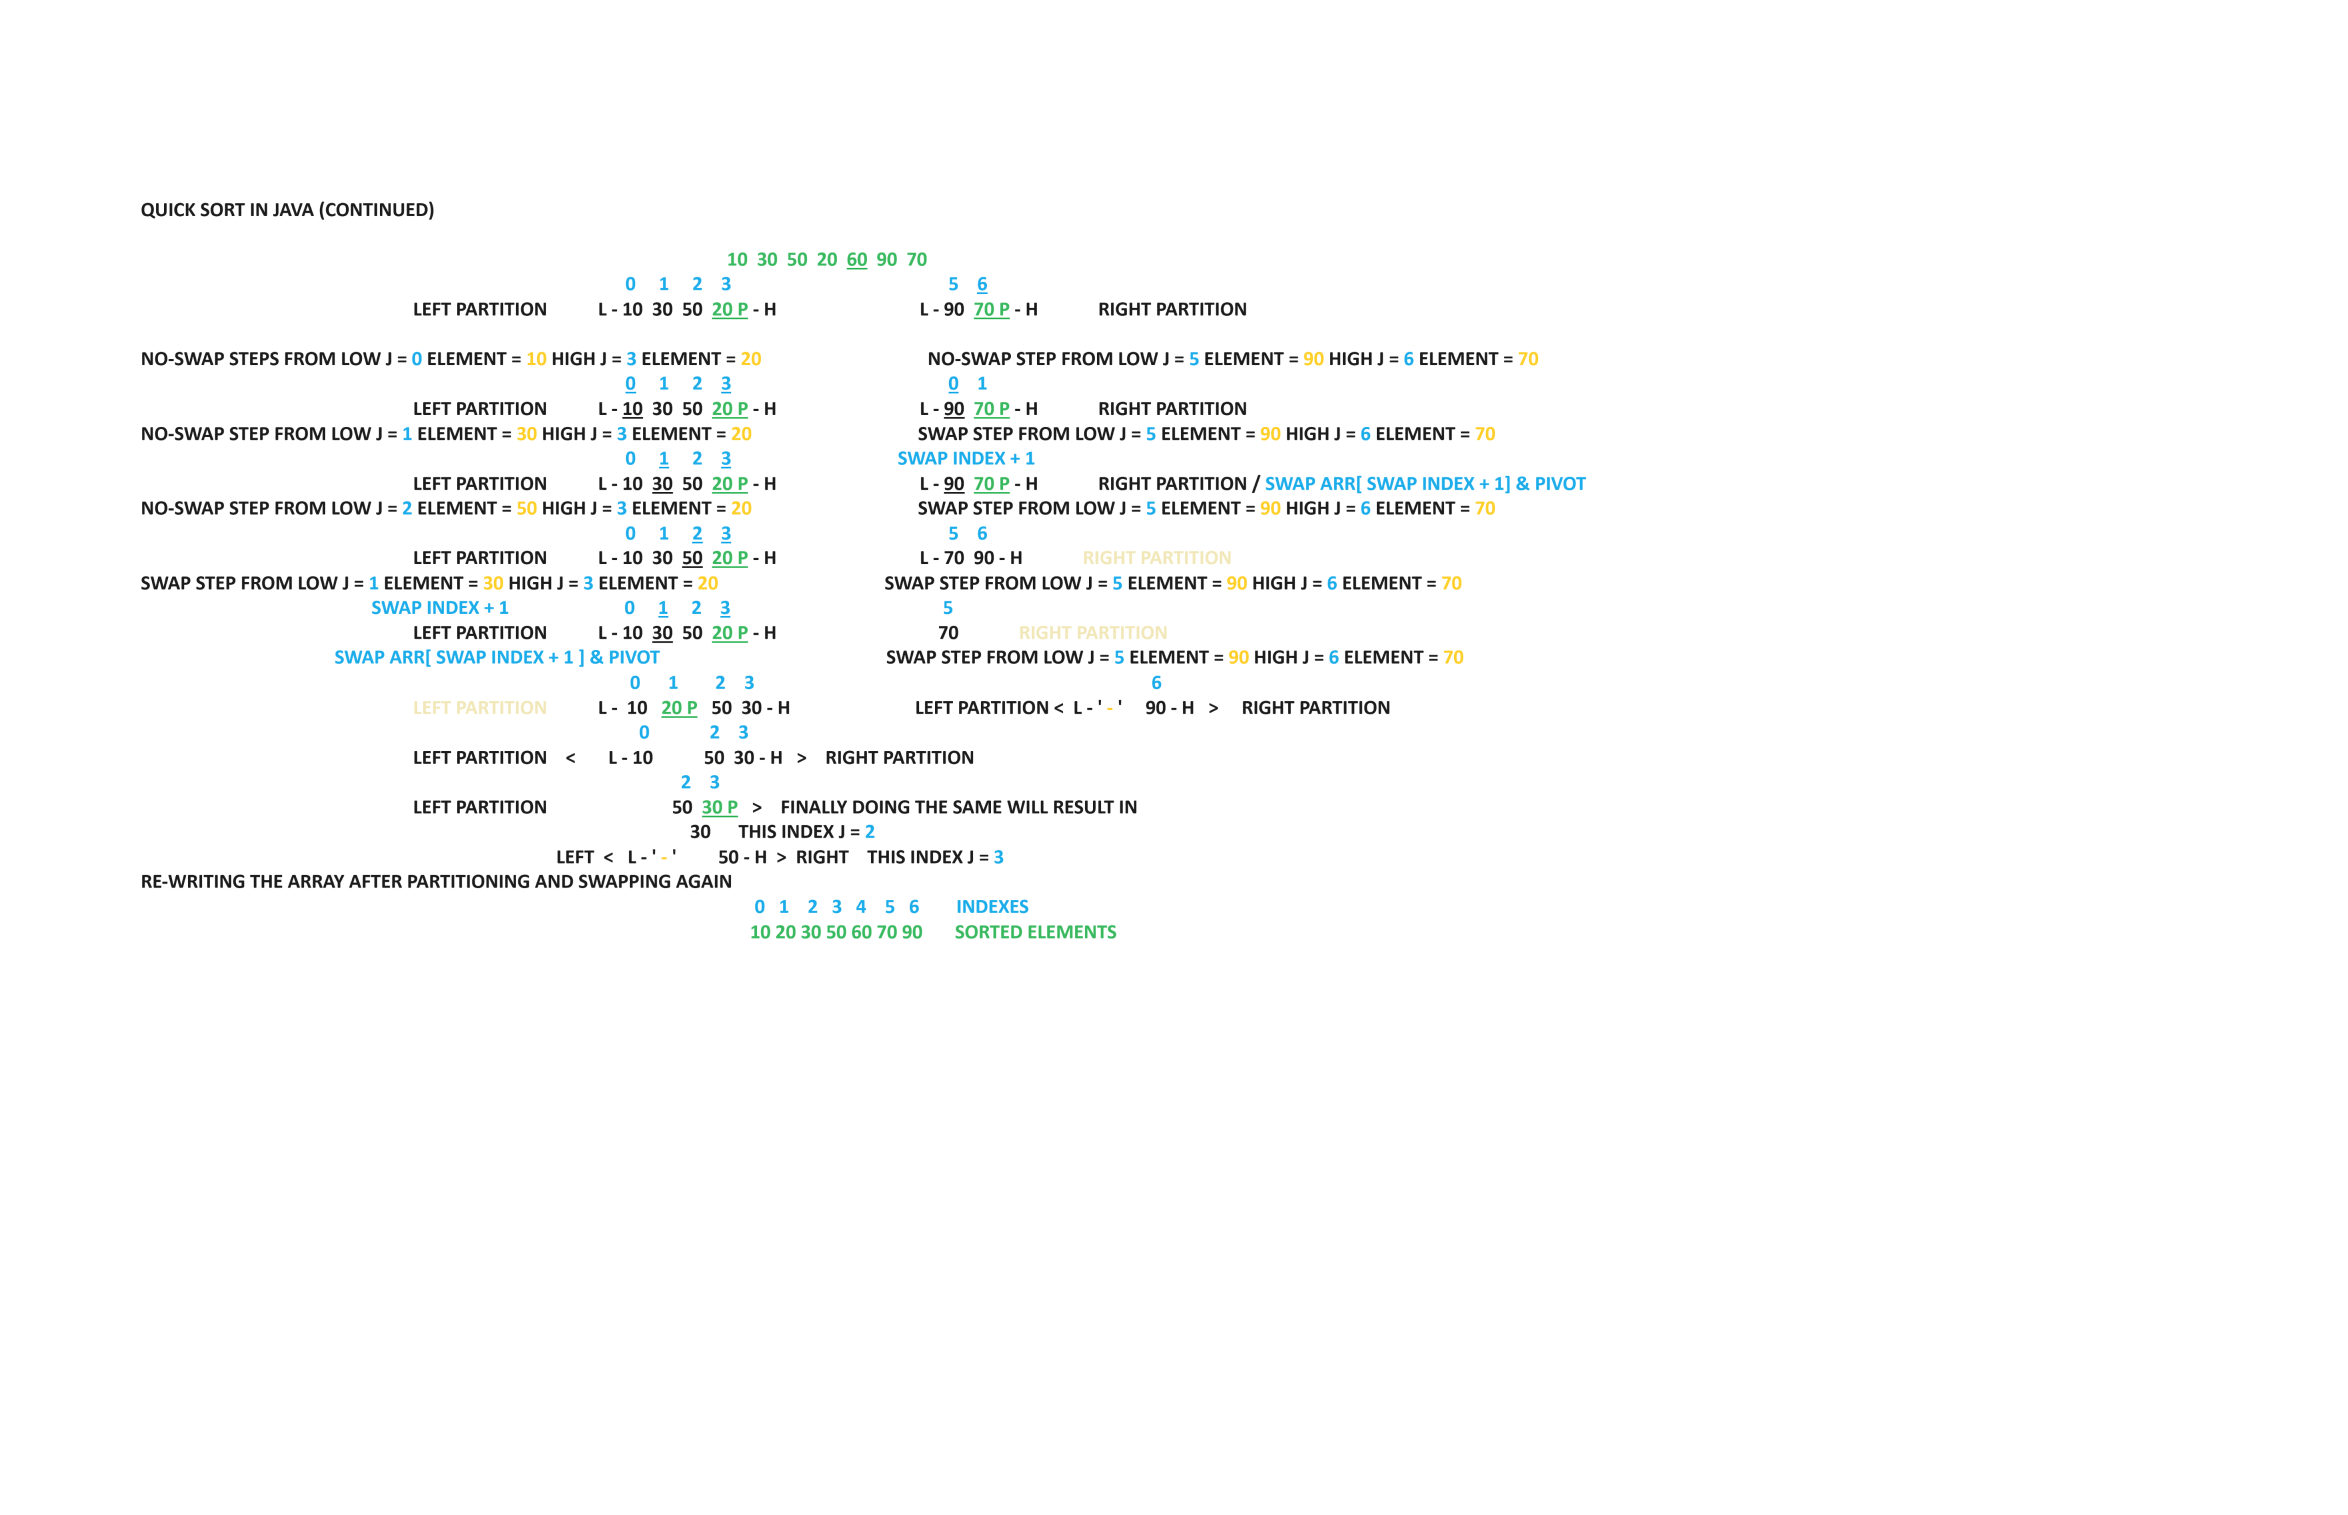 QUICK SORT IN JAVA (CONTINUED)
10 30 50 20 60 90 70
0 1 2 3 5 6
LEFT PARTITION L - 10 30 50 20 P - H L - 90 70 P - H RIGHT PARTITION
NO-SWAP STEPS FROM LOW J = 0 ELEMENT = 10 HIGH J = 3 ELEMENT = 20 NO-SWAP STEP FROM LOW J = 5 ELEMENT = 90 HIGH J = 6 ELEMENT = 70
0 1 2 3 0 1
LEFT PARTITION L - 10 30 50 20 P - H L - 90 70 P - H RIGHT PARTITION
NO-SWAP STEP FROM LOW J = 1 ELEMENT = 30 HIGH J = 3 ELEMENT = 20 SWAP STEP FROM LOW J = 5 ELEMENT = 90 HIGH J = 6 ELEMENT = 70
0 1 2 3 SWAP INDEX + 1
LEFT PARTITION L - 10 30 50 20 P - H L - 90 70 P - H RIGHT PARTITION / SWAP ARR[ SWAP INDEX + 1] & PIVOT
NO-SWAP STEP FROM LOW J = 2 ELEMENT = 50 HIGH J = 3 ELEMENT = 20 SWAP STEP FROM LOW J = 5 ELEMENT = 90 HIGH J = 6 ELEMENT = 70
0 1 2 3 5 6
LEFT PARTITION L - 10 30 50 20 P - H L - 70 90 - H RIGHT PARTITION
SWAP STEP FROM LOW J = 1 ELEMENT = 30 HIGH J = 3 ELEMENT = 20 SWAP STEP FROM LOW J = 5 ELEMENT = 90 HIGH J = 6 ELEMENT = 70
SWAP INDEX + 1 0 1 2 3 5
LEFT PARTITION L - 10 30 50 20 P - H 70 RIGHT PARTITION
SWAP ARR[ SWAP INDEX + 1 ] & PIVOT SWAP STEP FROM LOW J = 5 ELEMENT = 90 HIGH J = 6 ELEMENT = 70
0 1 2 3 6
LEFT PARTITION L - 10 20 P 50 30 - H LEFT PARTITION < L - ' - ' 90 - H > RIGHT PARTITION
0 2 3
LEFT PARTITION < L - 10 50 30 - H > RIGHT PARTITION
2 3
LEFT PARTITION 50 30 P > FINALLY DOING THE SAME WILL RESULT IN
30 THIS INDEX J = 2
LEFT < L - ' - ' 50 - H > RIGHT THIS INDEX J = 3
RE-WRITING THE ARRAY AFTER PARTITIONING AND SWAPPING AGAIN
0 1 2 3 4 5 6 INDEXES
10 20 30 50 60 70 90 SORTED ELEMENTS